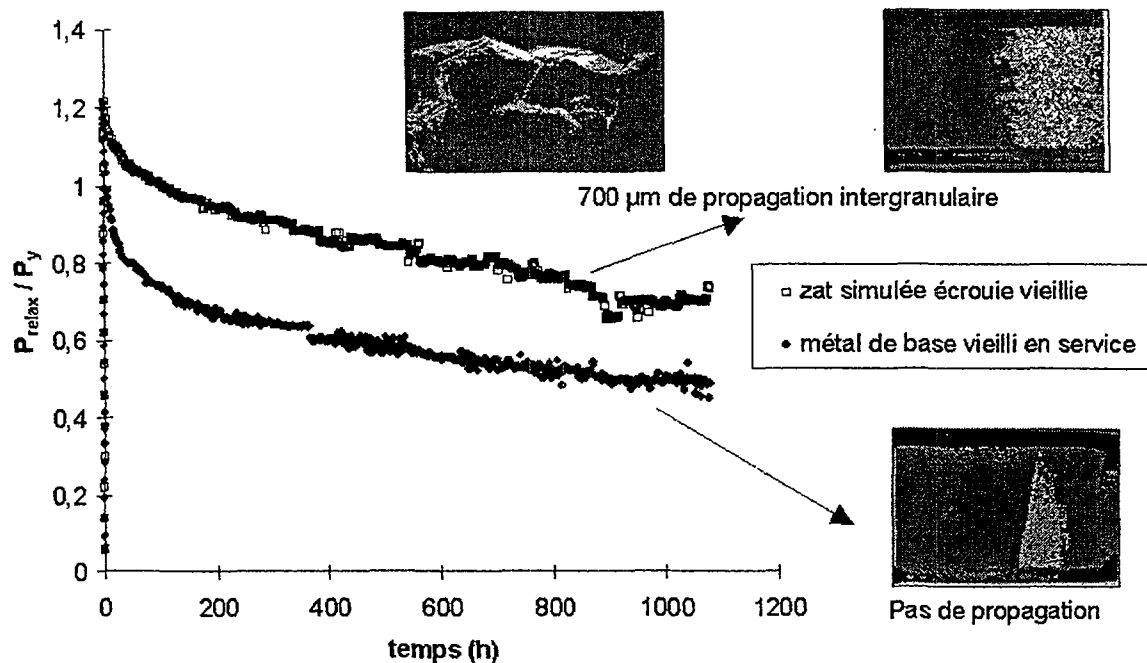 1,4
1,2
1
0,8
0,6
0,4
0,2
0
P relax / P y
0
200
400
600
800
1000
1200
temps (h)
700 µm de propagation intergranulaire
zat simulée écrouie vieillie
métal de base vieilli en service
Pas de propagation